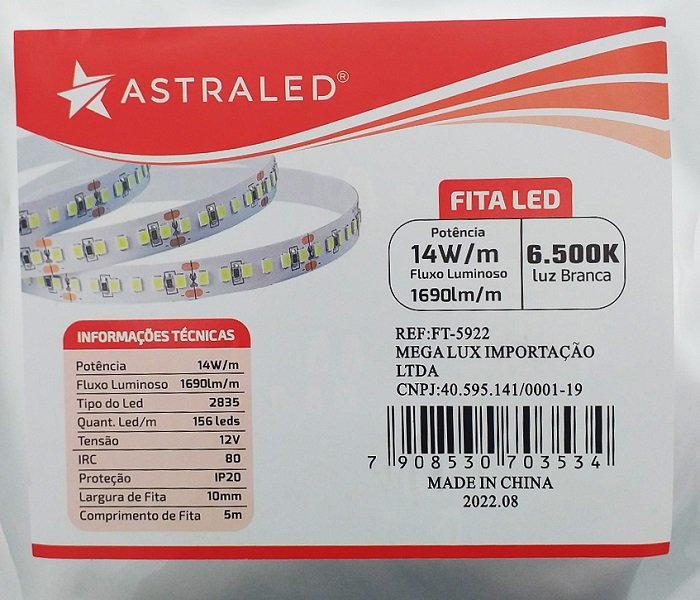 ASTRALED®
FITA LED
Potência
14W/m
Fluxo Luminoso
1690lm/m
6.500K
luz Branca
REF:FT-5922
MEGA LUX IMPORTAÇÃO
LTDA
CNPJ:40.595.141/0001-19
7 908530 703534
MADE IN CHINA
2022.08
INFORMAÇÕES TÉCNICAS
Potência 14W/m
Fluxo Luminoso 1690lm/m
Tipo do Led 2835
Quant. Led/m 156 leds
Tensão 12V
IRC 80
Proteção IP20
Largura de Fita 10mm
Comprimento de Fita 5m